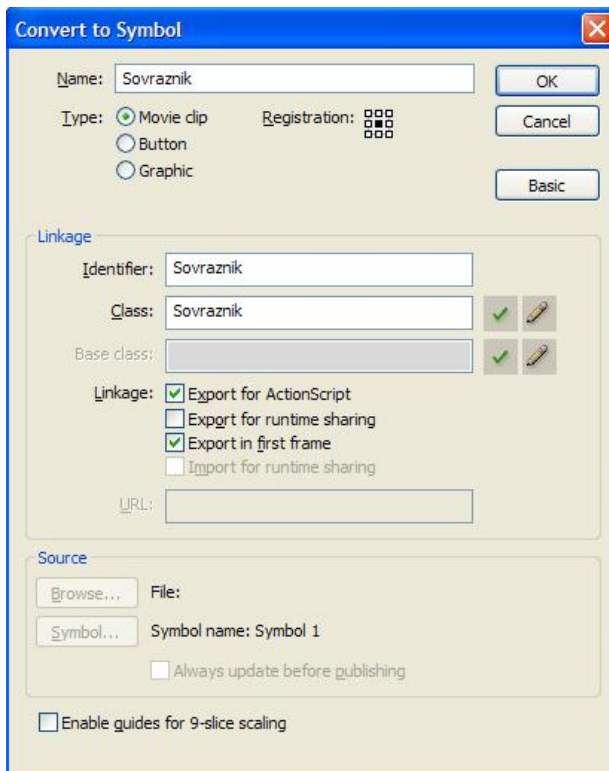 Convert to Symbol
Name: Sovraznik OK
Type: Movie clip Registration: Cancel
Button
Graphic
Basic
Linkage
Identifier: Sovraznik
Class: Sovraznik
Base class:
Linkage: Export for ActionScript
Export for runtime sharing
Export in first frame
Import for runtime sharing
URL:
Source
Browse... File:
Symbol... Symbol name: Symbol 1
Always update before publishing
Enable guides for 9-slice scaling